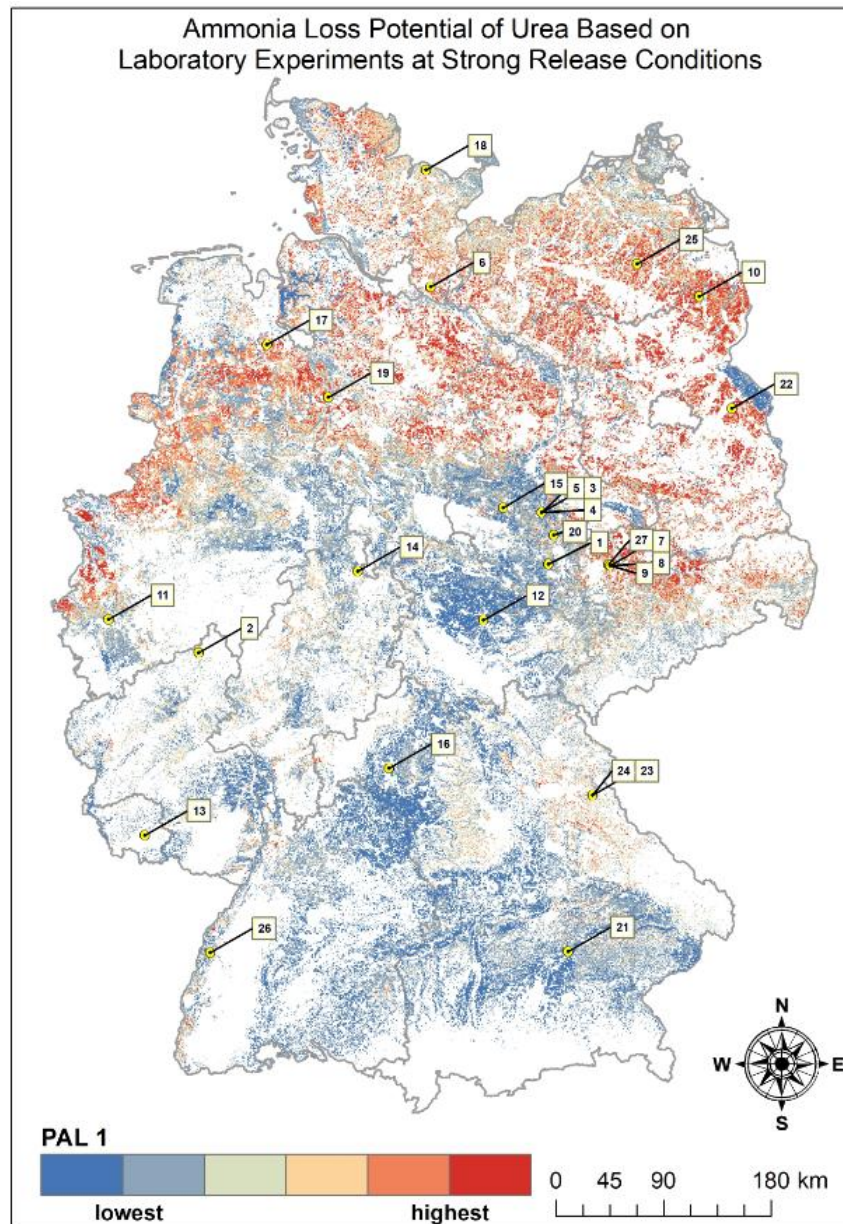 Ammonia Loss Potential of Urea Based on
Laboratory Experiments at Strong Release Conditions
18
25
6
10
17
19
22
15 5 3
4
20 1 27 7
14
9 8
11
12
2
16
24 23
13
26
21
N
W E
S
PAL 1
0 45 90 180 km
lowest highest